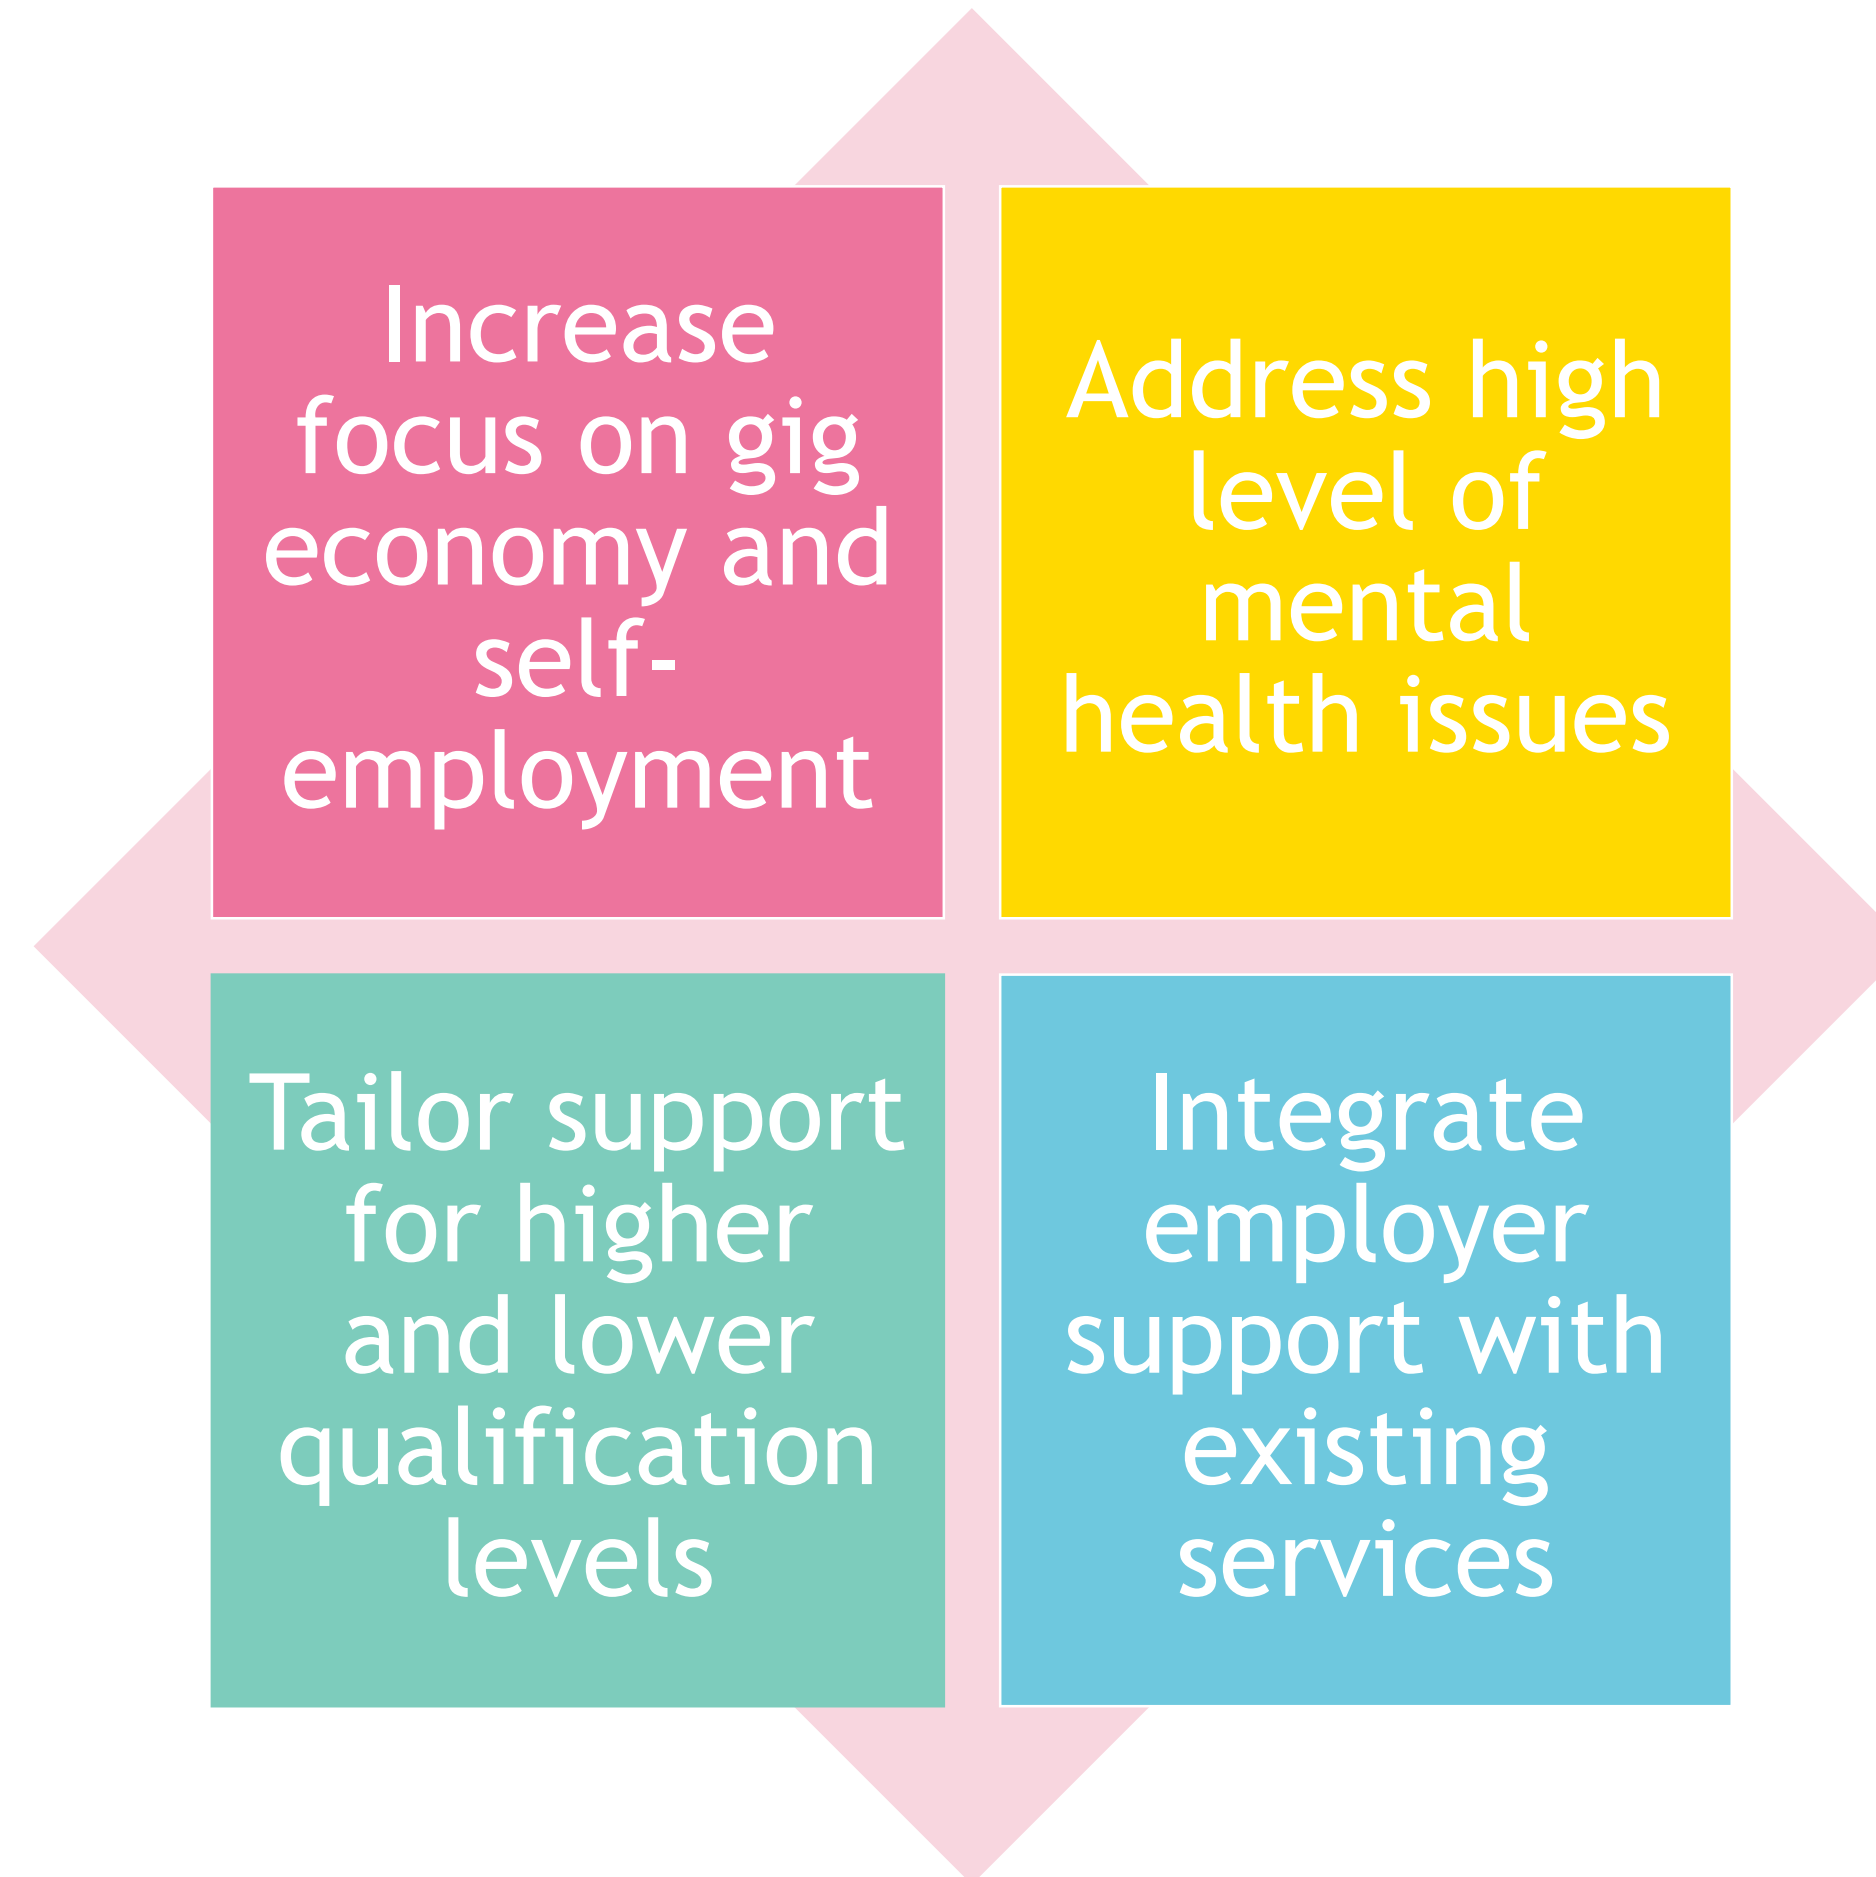 Increase
focus on gig
economy and
self-
employment
Address high
level of
mental
health issues
Tailor support
for higher
and lower
qualification
levels
Integrate
employer
support with
existing
services